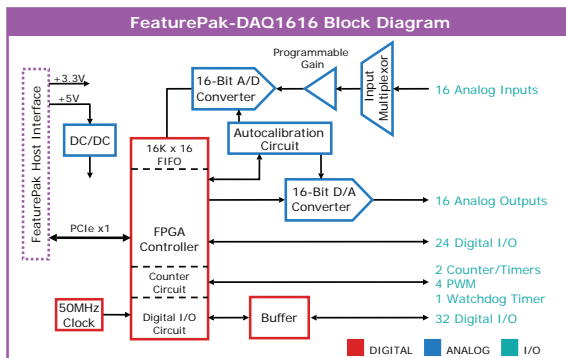 FeaturePak-DAQ1616 Block Diagram
FeaturePak Host Interface
+3.3V
+5V
DC/DC
PCIe x1
50MHz
Clock
16K x 16
FIFO
FPGA
Controller
Counter
Circuit
Digital I/O
Circuit
16-Bit A/D
Converter
Programmable
Gain
Input
Multiplexor
16 Analog Inputs
Autocalibration
Circuit
16-Bit D/A
Converter
16 Analog Outputs
24 Digital I/O
2 Counter/Timers
4 PWM
1 Watchdog Timer
Buffer
32 Digital I/O
DIGITAL
ANALOG
I/O